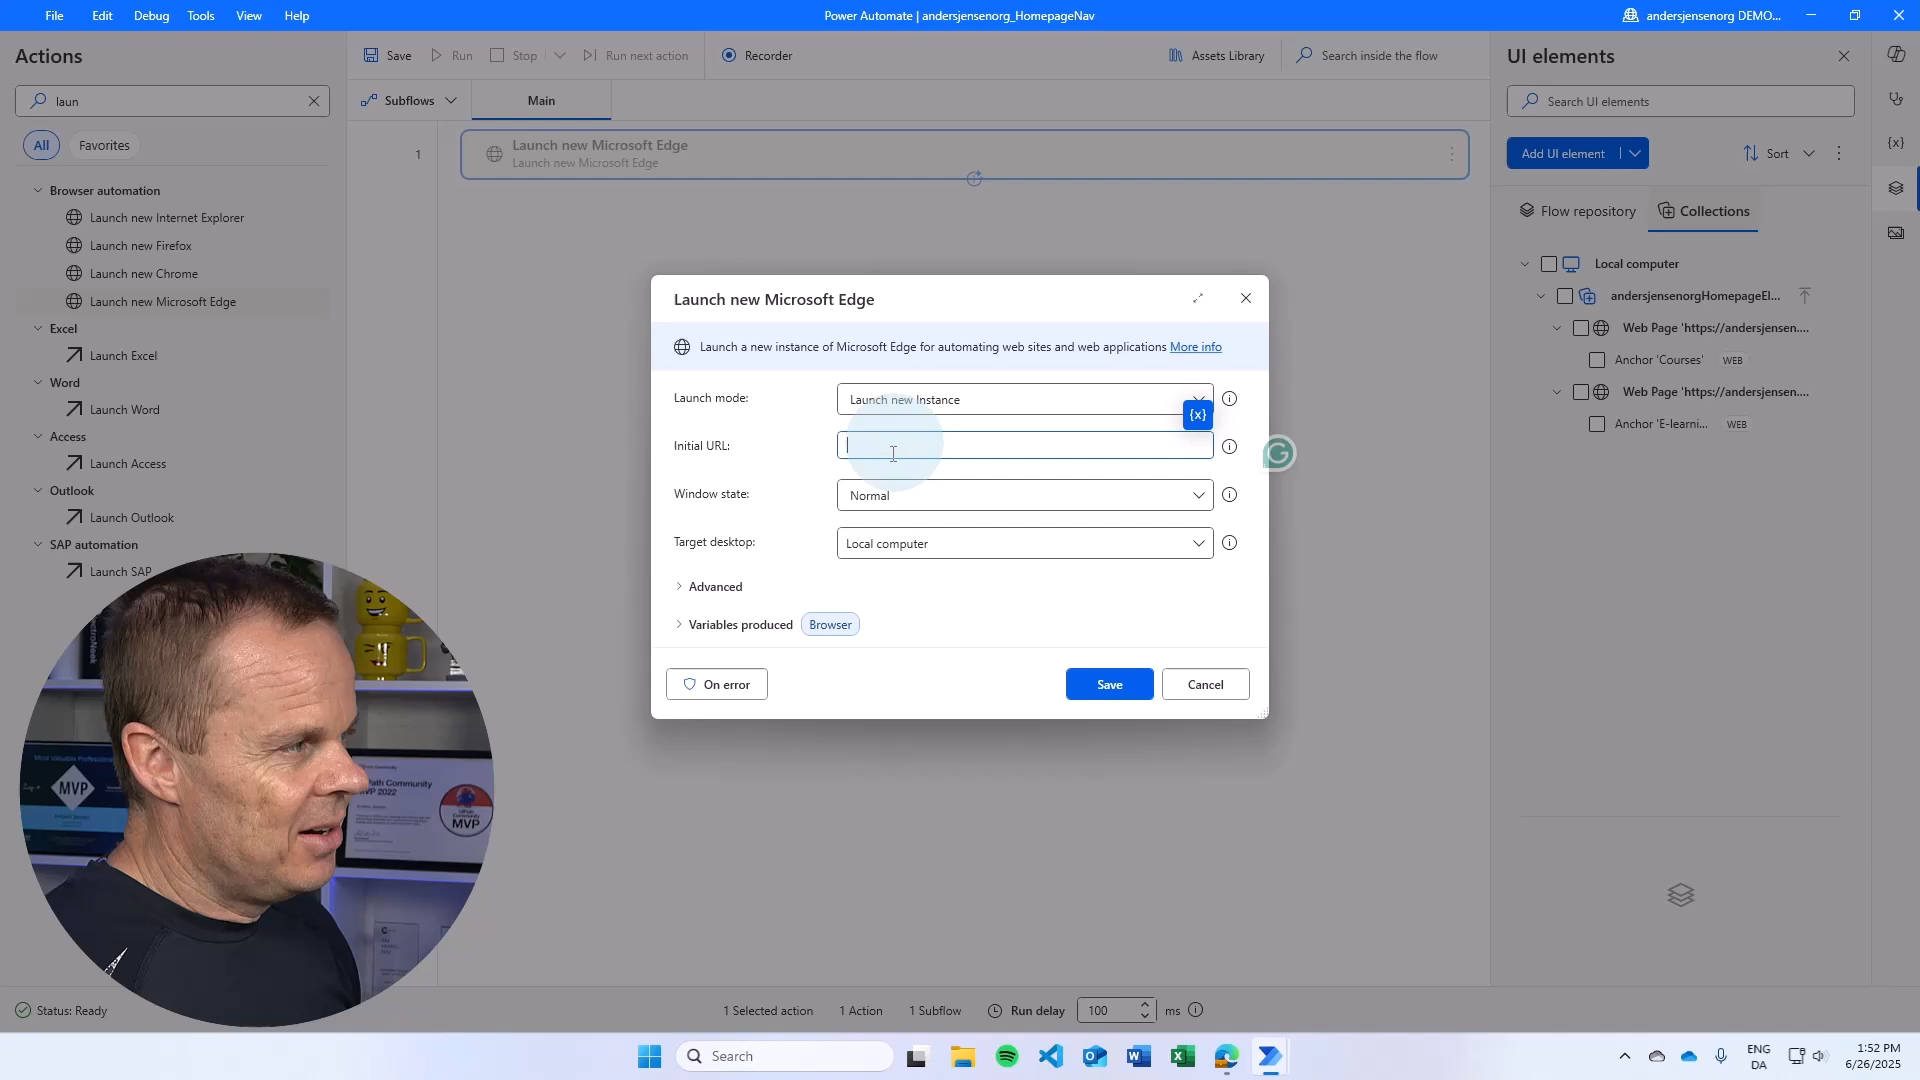 File Edit Debug Tools View Help
Power Automate | andersjensenorg_HomepageNav
andersjensenorg DEMO...
Actions
laun
All Favorites
Browser automation
Launch new Internet Explorer
Launch new Firefox
Launch new Chrome
Launch new Microsoft Edge
Excel
Launch Excel
Word
Launch Word
Access
Launch Access
Outlook
Launch Outlook
SAP automation
Launch SAP
Save Run Stop Run next action Recorder
Assets Library Search inside the flow
Subflows Main
1
Launch new Microsoft Edge
Launch new Microsoft Edge
Launch new Microsoft Edge
Launch a new instance of Microsoft Edge for automating web sites and web applications More info
Launch mode: Launch new Instance
{x}
Initial URL:
Window state: Normal
Target desktop: Local computer
Advanced
Variables produced Browser
On error Save Cancel
UI elements
Search UI elements
Add UI element Sort
{x}
Flow repository Collections
Local computer
andersjensenorgHomepageEl...
Web Page 'https://andersjensen....
Anchor 'Courses' WEB
Web Page 'https://andersjensen....
Anchor 'E-learni... WEB
MVP
MVP 2022
MVP
Status: Ready
1 Selected action 1 Action 1 Subflow Run delay 100 ms
Search
ENG
DA
1:52 PM
6/26/2025